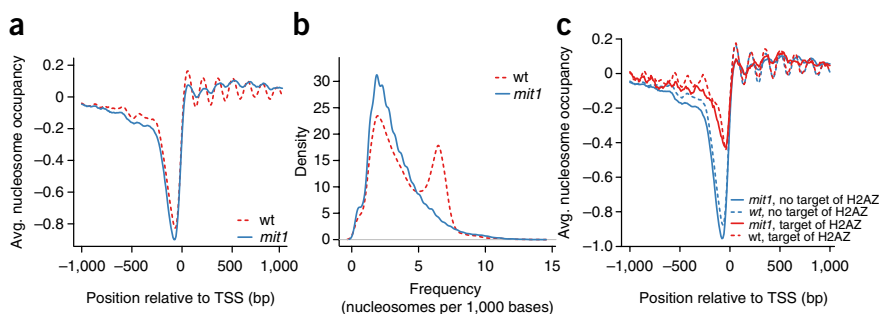 a
Avg. nucleosome occupancy
0.2
0
−0.2
−0.4
−0.6
−0.8
wt
mit1
−1,000 −500 0 500 1,000
Position relative to TSS (bp)
b
Density
30
25
20
15
10
5
0
wt
mit1
0 5 10 15
Frequency
(nucleosomes per 1,000 bases)
c
Avg. nucleosome occupancy
0.2
0
−0.2
−0.4
−0.6
−0.8
−1.0
mit1, no target of H2AZ
wt, no target of H2AZ
mit1, target of H2AZ
wt, target of H2AZ
−1,000 −500 0 500 1,000
Position relative to TSS (bp)